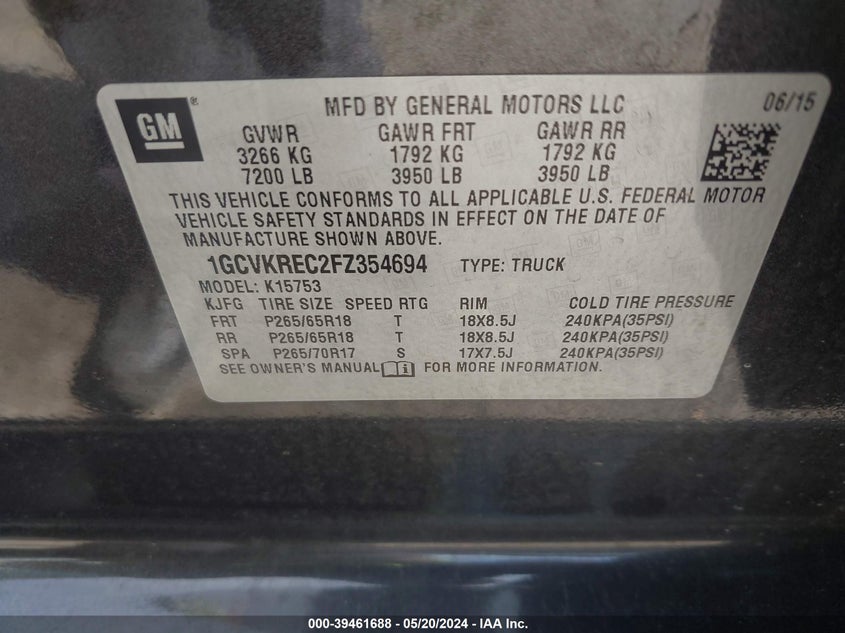 GM ® MFD BY GENERAL MOTORS LLC 06/15
GVWR GAWR FRT GAWR RR
3266 KG 1792 KG 1792 KG
7200 LB 3950 LB 3950 LB
THIS VEHICLE CONFORMS TO ALL APPLICABLE U.S. FEDERAL MOTOR
VEHICLE SAFETY STANDARDS IN EFFECT ON THE DATE OF
MANUFACTURE SHOWN ABOVE.
1GCVKREC2FZ354694 TYPE: TRUCK
MODEL: K15753
KJFG TIRE SIZE SPEED RTG RIM COLD TIRE PRESSURE
FRT P265/65R18 T 18X8.5J 240KPA(35PSI)
RR P265/65R18 T 18X8.5J 240KPA(35PSI)
SPA P265/70R17 S 17X7.5J 240KPA(35PSI)
SEE OWNER'S MANUAL FOR MORE INFORMATION.
000-39461688 - 05/20/2024 - IAA Inc.